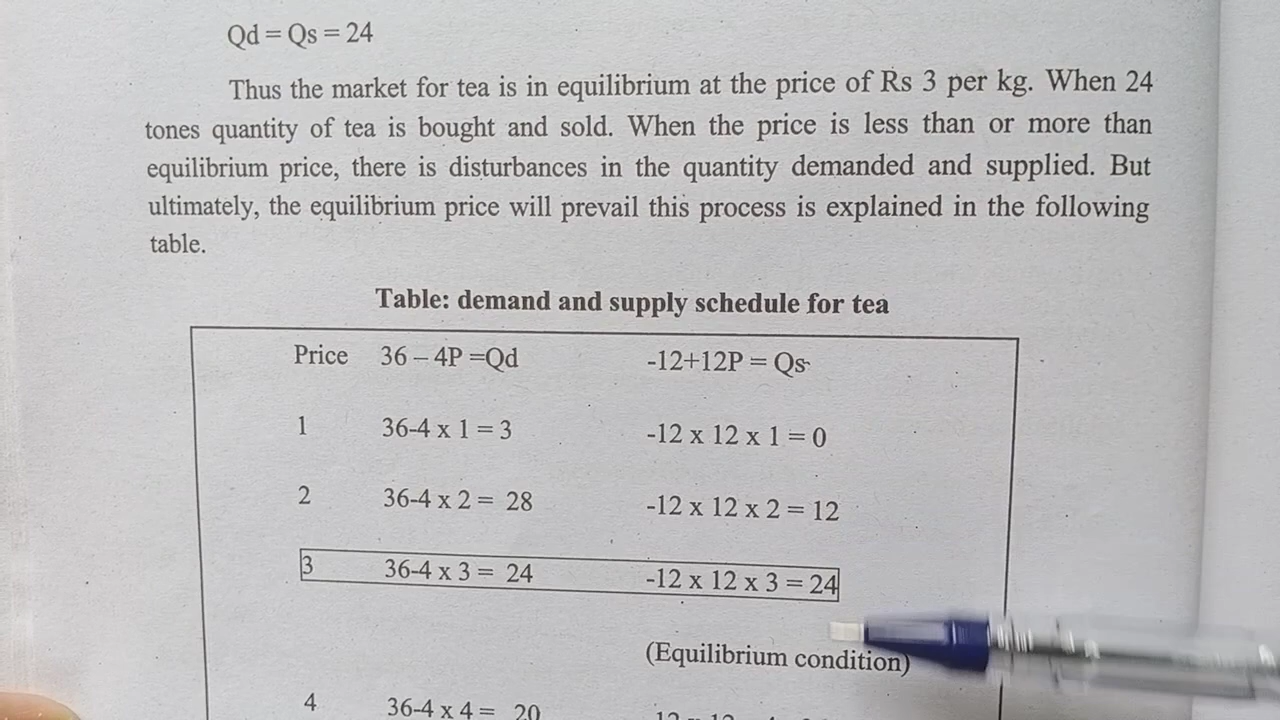 Qd = Qs = 24
Thus the market for tea is in equilibrium at the price of Rs 3 per kg. When 24
tones quantity of tea is bought and sold. When the price is less than or more than
equilibrium price, there is disturbances in the quantity demanded and supplied. But
ultimately, the equilibrium price will prevail this process is explained in the following
table.
Table: demand and supply schedule for tea
Price 36 – 4P =Qd -12+12P = Qs
1 36-4 x 1 = 3 -12 x 12 x 1 = 0
2 36-4 x 2 = 28 -12 x 12 x 2 = 12
3 36-4 x 3 = 24 -12 x 12 x 3 = 24
(Equilibrium condition)
4 36-4 x 4 = 20